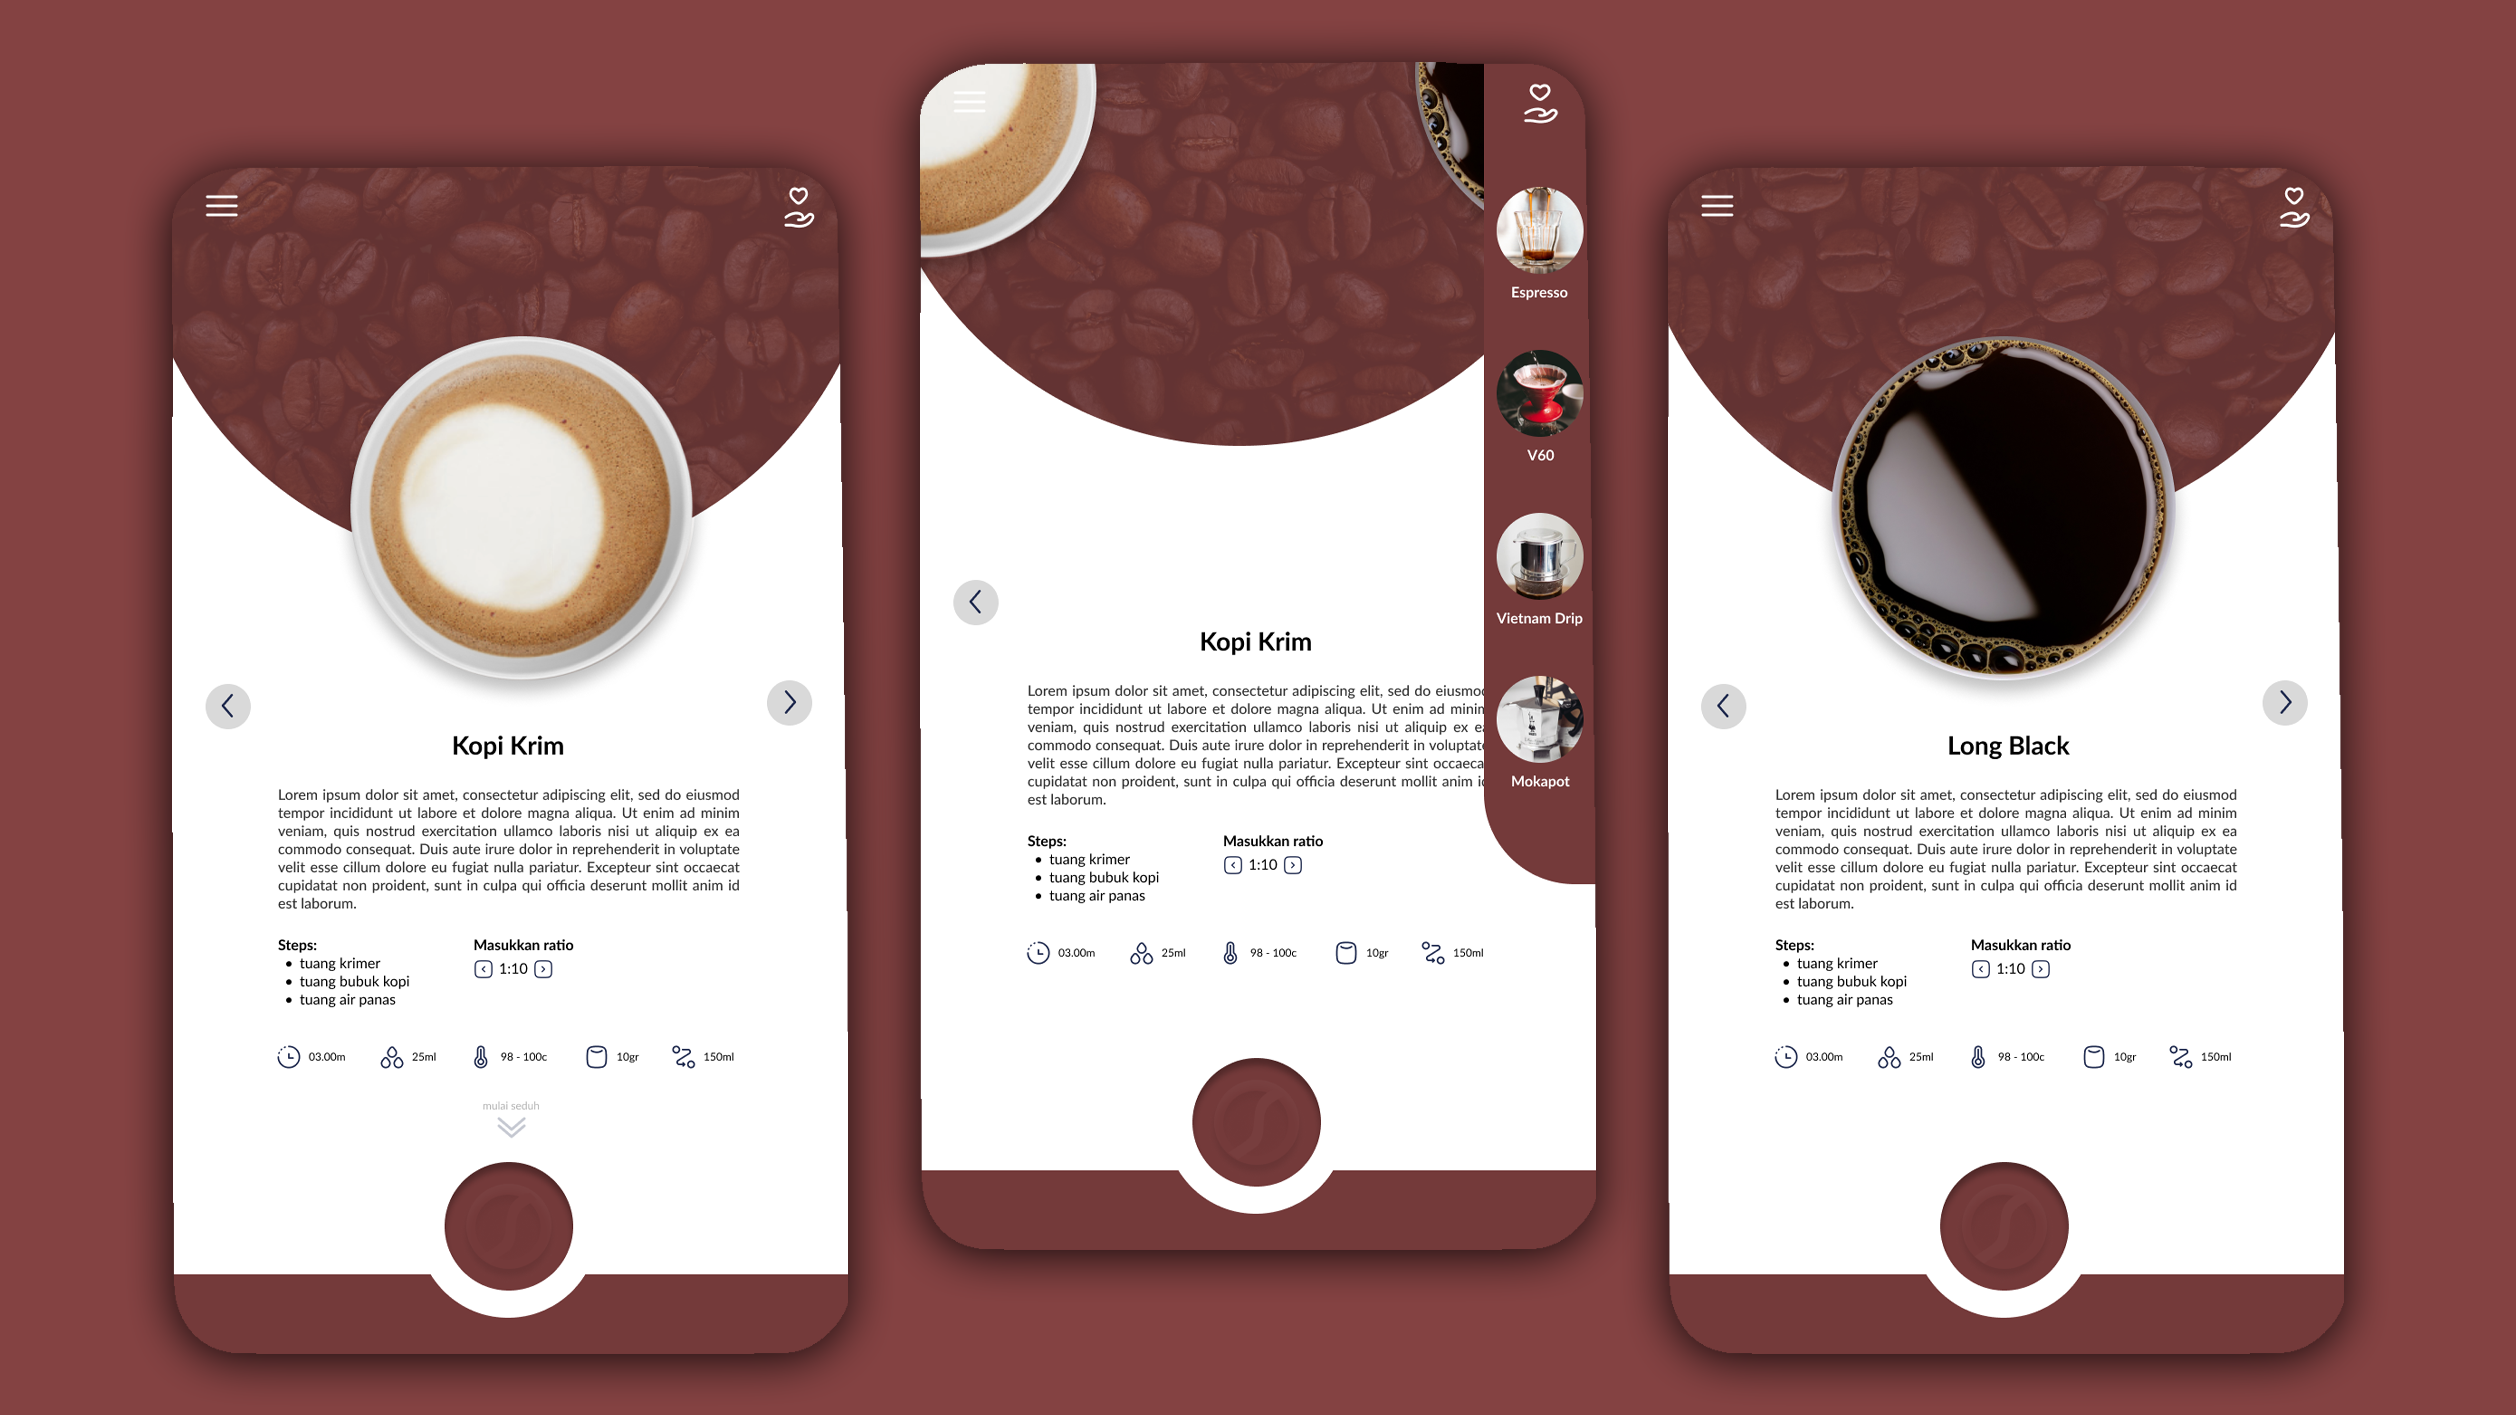 Kopi Krim
Lorem ipsum dolor sit amet, consectetur adipiscing elit, sed do eiusmod
tempor incididunt ut labore et dolore magna aliqua. Ut enim ad minim
veniam, quis nostrud exercitation ullamco laboris nisi ut aliquip ex ea
commodo consequat. Duis aute irure dolor in reprehenderit in voluptate
velit esse cillum dolore eu fugiat nulla pariatur. Excepteur sint occaecat
cupidatat non proident, sunt in culpa qui officia deserunt mollit anim id
est laborum.
Steps:
• tuang krimer
• tuang bubuk kopi
• tuang air panas
Masukkan ratio
1:10
03.00m 25ml 98 - 100c 10gr 150ml
mulai seduh
Espresso
V60
Vietnam Drip
Mokapot
Kopi Krim
Lorem ipsum dolor sit amet, consectetur adipiscing elit, sed do eiusmod
tempor incididunt ut labore et dolore magna aliqua. Ut enim ad minim
veniam, quis nostrud exercitation ullamco laboris nisi ut aliquip ex ea
commodo consequat. Duis aute irure dolor in reprehenderit in voluptate
velit esse cillum dolore eu fugiat nulla pariatur. Excepteur sint occaeca
cupidatat non proident, sunt in culpa qui officia deserunt mollit anim id
est laborum.
Steps:
• tuang krimer
• tuang bubuk kopi
• tuang air panas
Masukkan ratio
1:10
03.00m 25ml 98 - 100c 10gr 150ml
Long Black
Lorem ipsum dolor sit amet, consectetur adipiscing elit, sed do eiusmod
tempor incididunt ut labore et dolore magna aliqua. Ut enim ad minim
veniam, quis nostrud exercitation ullamco laboris nisi ut aliquip ex ea
commodo consequat. Duis aute irure dolor in reprehenderit in voluptate
velit esse cillum dolore eu fugiat nulla pariatur. Excepteur sint occaecat
cupidatat non proident, sunt in culpa qui officia deserunt mollit anim id
est laborum.
Steps:
• tuang krimer
• tuang bubuk kopi
• tuang air panas
Masukkan ratio
1:10
03.00m 25ml 98 - 100c 10gr 150ml